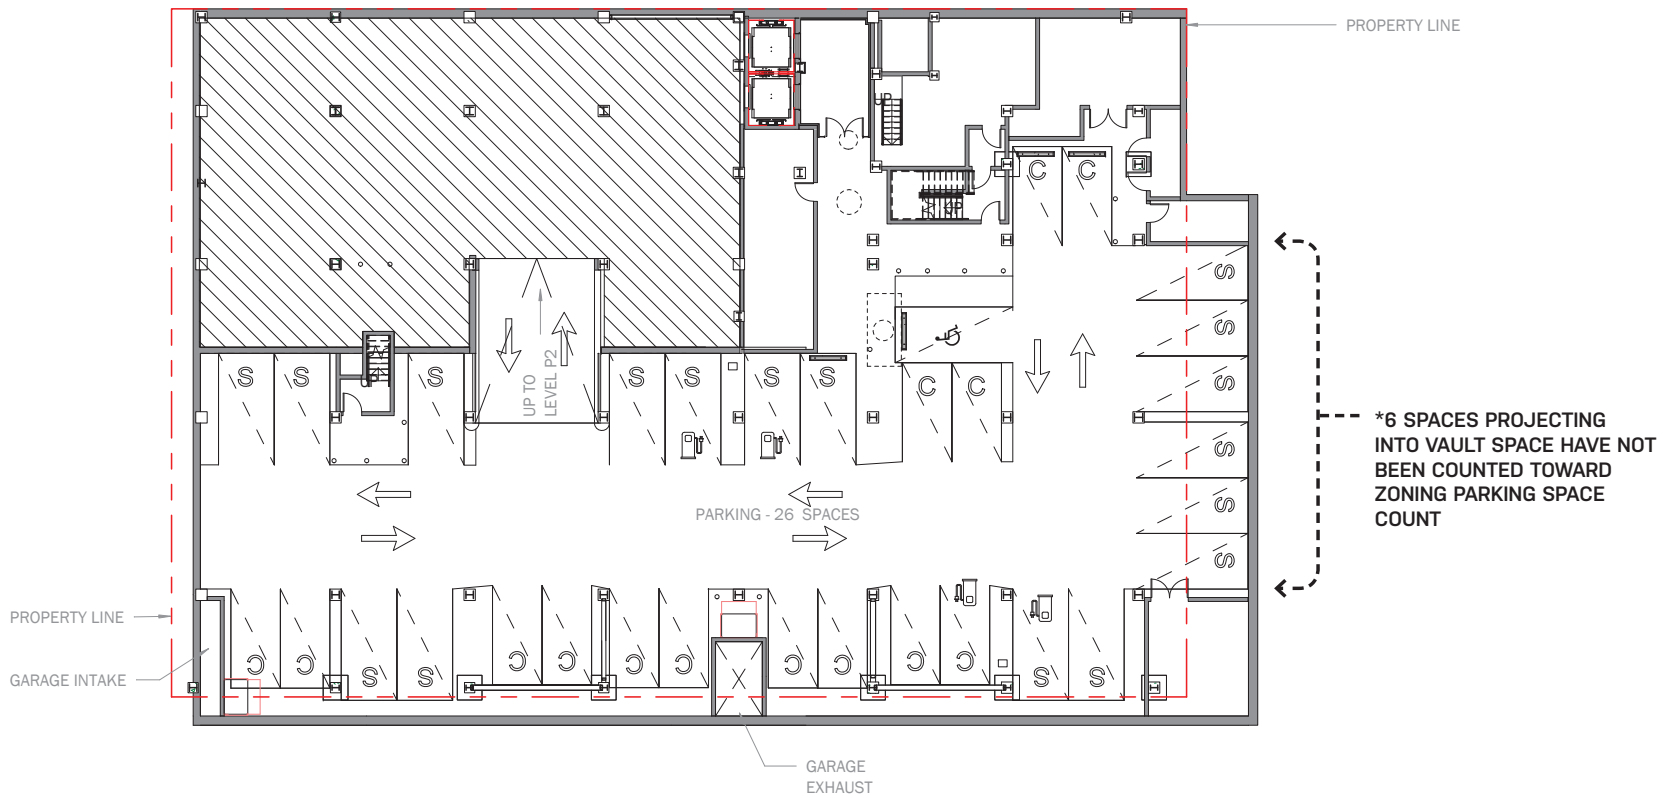 PROPERTY LINE
UP
C C
S
S
S
S
S
S
UP TO
LEVEL P2
S S S S S S S
C C
*6 SPACES PROJECTING
INTO VAULT SPACE HAVE NOT
BEEN COUNTED TOWARD
ZONING PARKING SPACE
COUNT
PARKING - 26 SPACES
PROPERTY LINE
C C S S C C C C C C C C S S
GARAGE INTAKE
GARAGE
EXHAUST